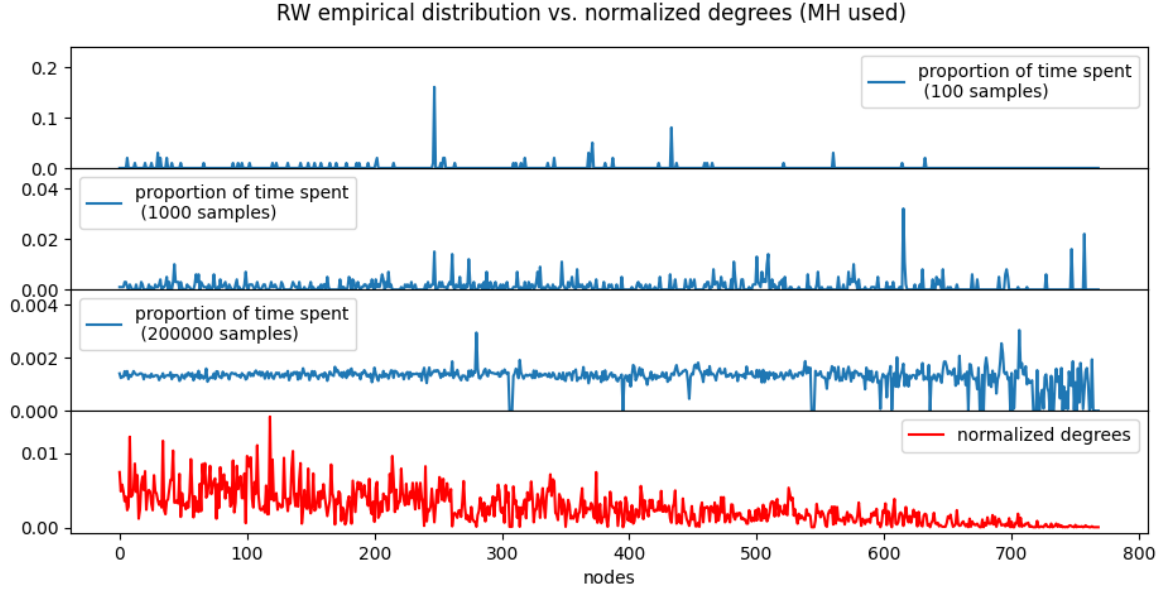 RW empirical distribution vs. normalized degrees (MH used)
0.2
0.1
0.0
proportion of time spent
(100 samples)
0.04
0.02
0.00
proportion of time spent
(1000 samples)
0.004
0.002
0.000
proportion of time spent
(200000 samples)
0.01
0.00
normalized degrees
0 100 200 300 400 500 600 700 800
nodes